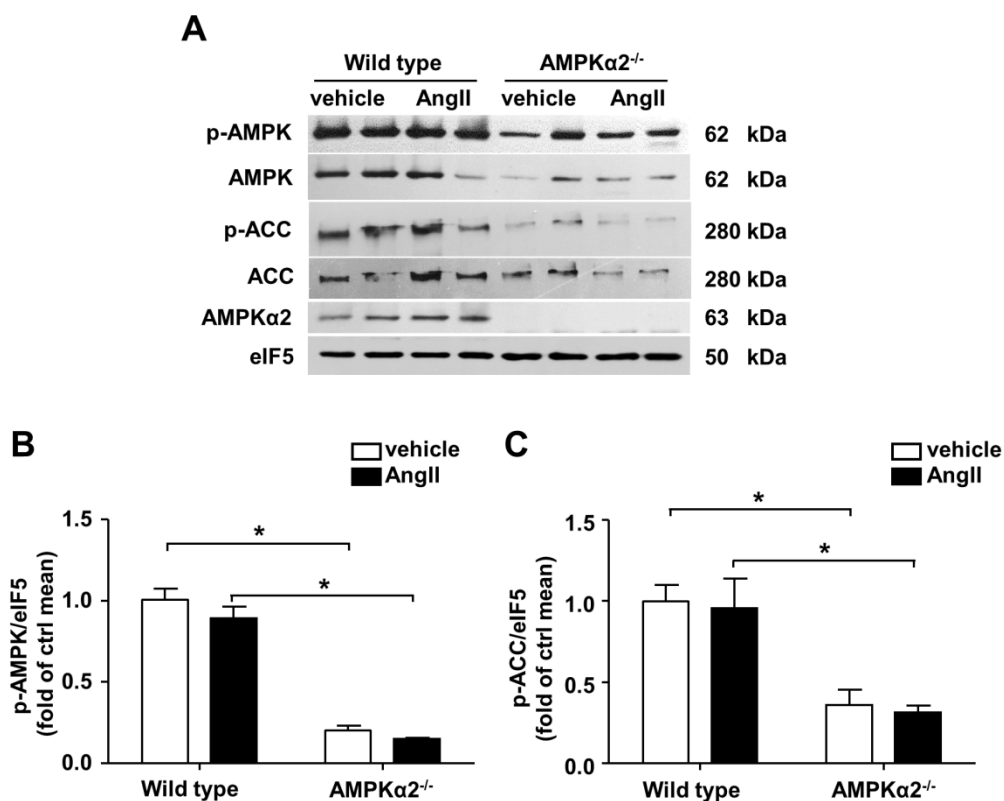 A
Wild type AMPKα2-/-
vehicle AngII vehicle AngII
p-AMPK 62 kDa
AMPK 62 kDa
p-ACC 280 kDa
ACC 280 kDa
AMPKα2 63 kDa
eIF5 50 kDa
B
vehicle
AngII
p-AMPK/eIF5
(fold of ctrl mean)
1.5
1.0
0.5
0.0
*
*
Wild type AMPKα2-/-
C
vehicle
AngII
p-ACC/eIF5
(fold of ctrl mean)
1.5
1.0
0.5
0.0
*
*
Wild type AMPKα2-/-